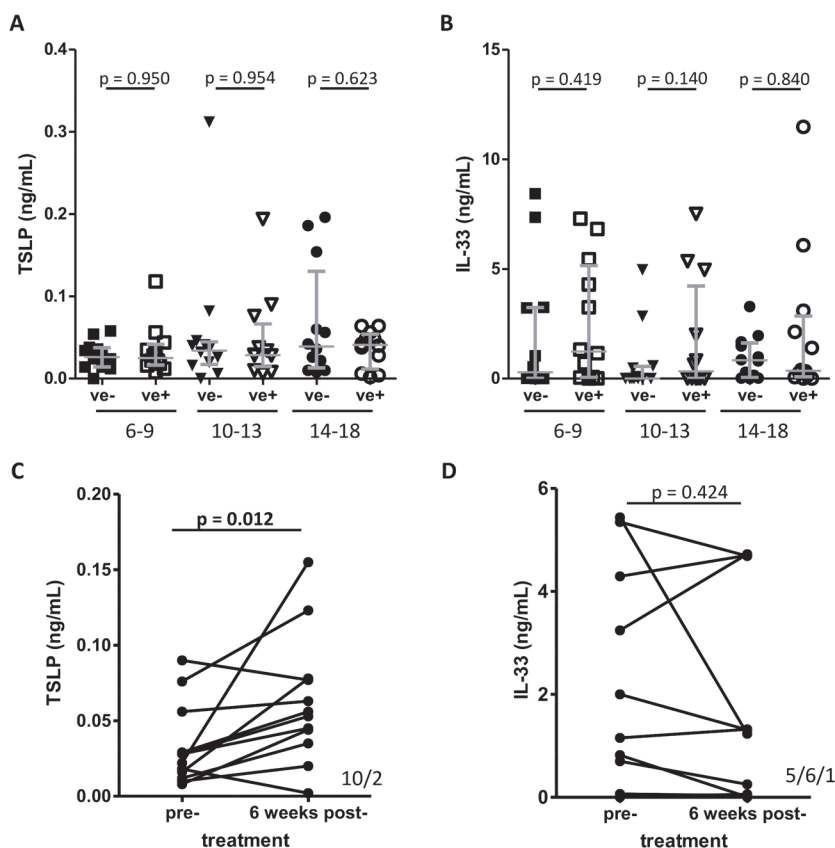 A
0.4
0.3
0.2
0.1
0.0
TSLP (ng/mL)
p = 0.950
p = 0.954
p = 0.623
ve- ve+ ve- ve+ ve- ve+
6-9 10-13 14-18
B
15
10
5
0
IL-33 (ng/mL)
p = 0.419
p = 0.140
p = 0.840
ve- ve+ ve- ve+ ve- ve+
6-9 10-13 14-18
C
0.20
0.15
0.10
0.05
0.00
TSLP (ng/mL)
p = 0.012
10/2
pre- 6 weeks post-
treatment
D
6
4
2
0
IL-33 (ng/mL)
p = 0.424
5/6/1
pre- 6 weeks post-
treatment